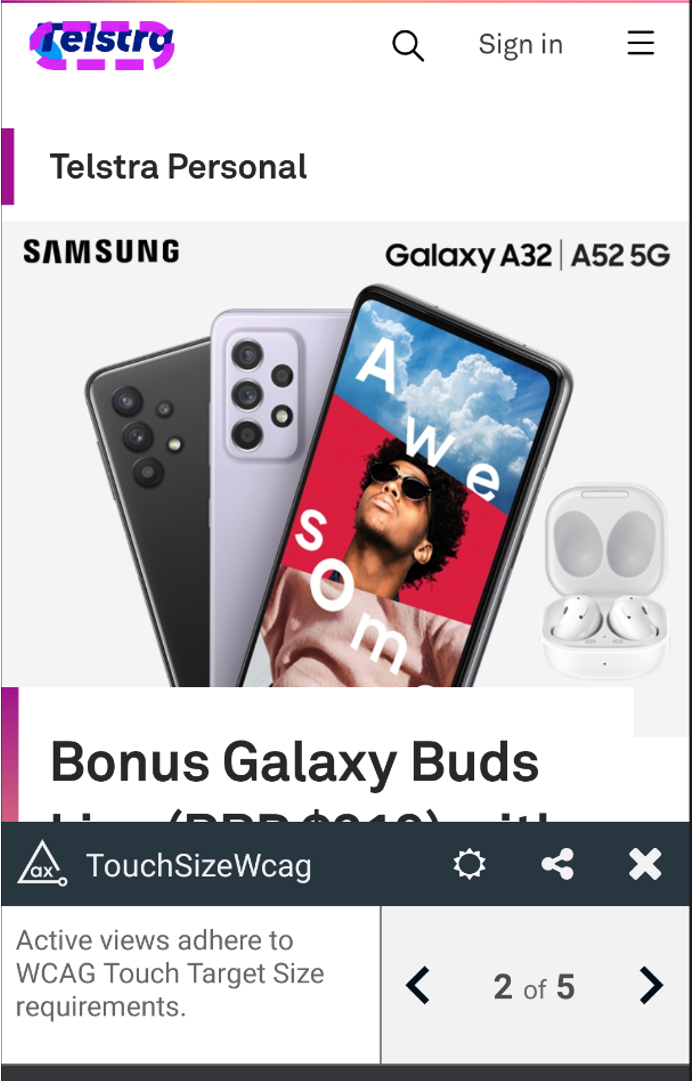 Telstra
Sign in
Telstra Personal
SAMSUNG
Galaxy A32 | A52 5G
Awesome
Bonus Galaxy Buds
ax TouchSizeWcag
Active views adhere to
WCAG Touch Target Size
requirements.
2 of 5